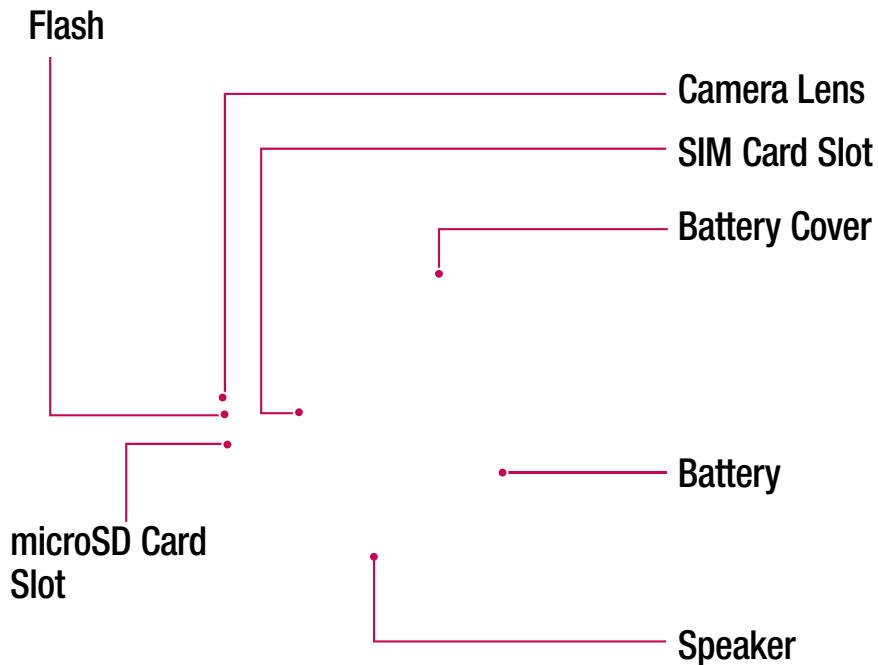 Flash
Camera Lens
SIM Card Slot
Battery Cover
Battery
microSD Card
Slot
Speaker